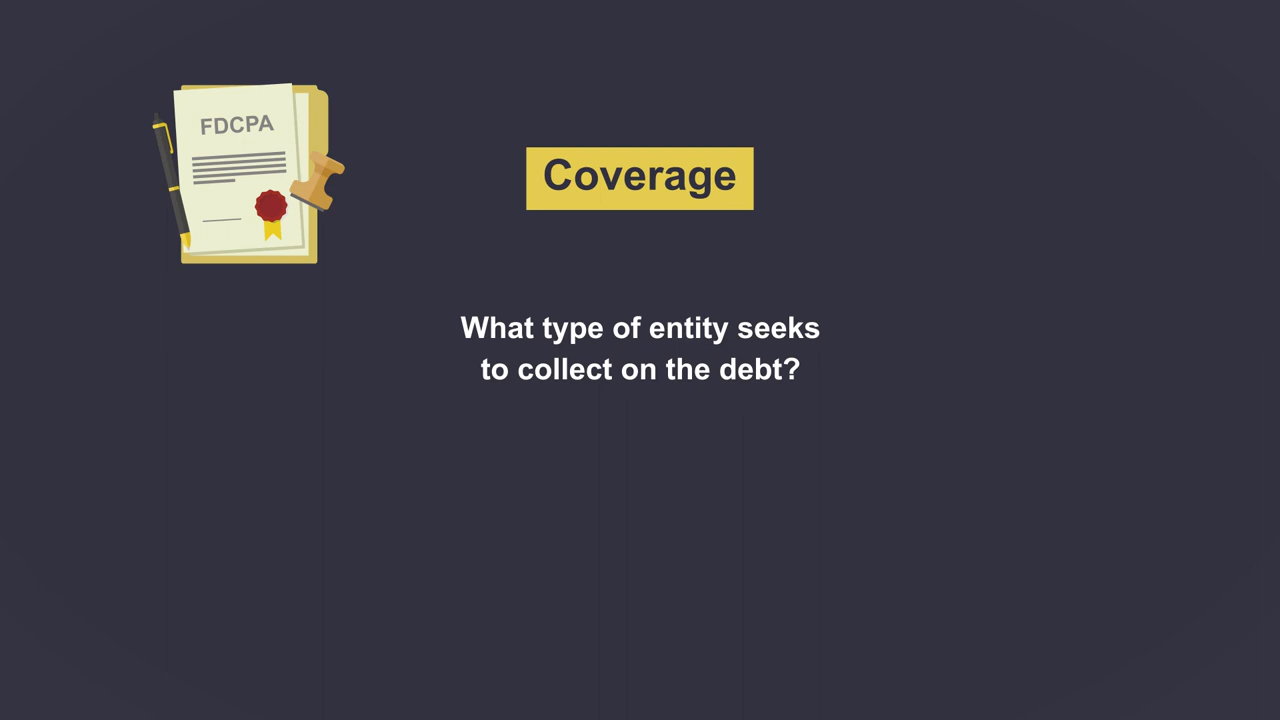 FDCPA
Coverage
What type of entity seeks
to collect on the debt?